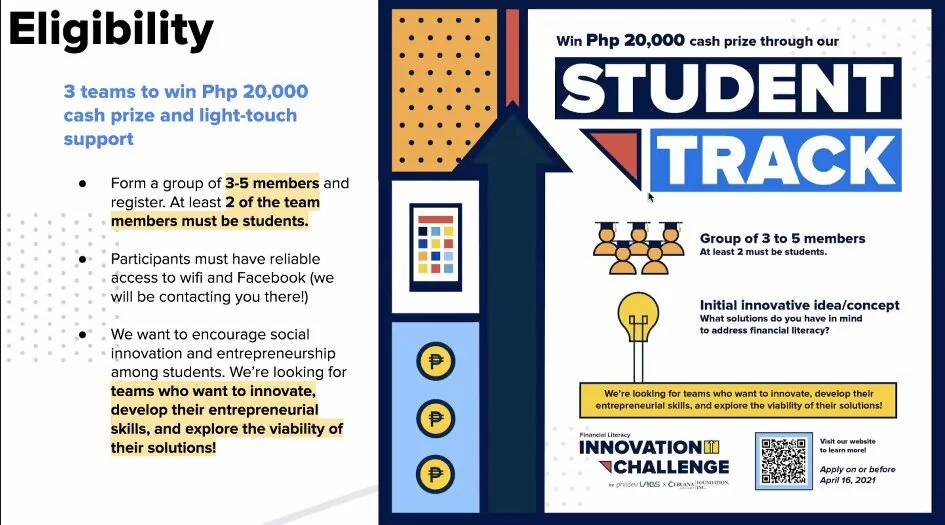 Eligibility
3 teams to win Php 20,000
cash prize and light-touch
support
● Form a group of 3-5 members and
register. At least 2 of the team
members must be students.
● Participants must have reliable
access to wifi and Facebook (we
will be contacting you there!)
● We want to encourage social
innovation and entrepreneurship
among students. We're looking for
teams who want to innovate,
develop their entrepreneurial
skills, and explore the viability of
their solutions!
Win Php 20,000 cash prize through our
STUDENT
TRACK
Group of 3 to 5 members
At least 2 must be students.
Initial innovative idea/concept
What solutions do you have in mind
to address financial literacy?
₱
₱
₱
We're looking for teams who want to innovate, develop their
entrepreneurial skills, and explore the viability of their solutions!
Financial Literacy
INNOVATION
CHALLENGE
by phildev LABS x CEBUANA FOUNDATION, INC.
Visit our website
to learn more!
Apply on or before
April 16, 2021